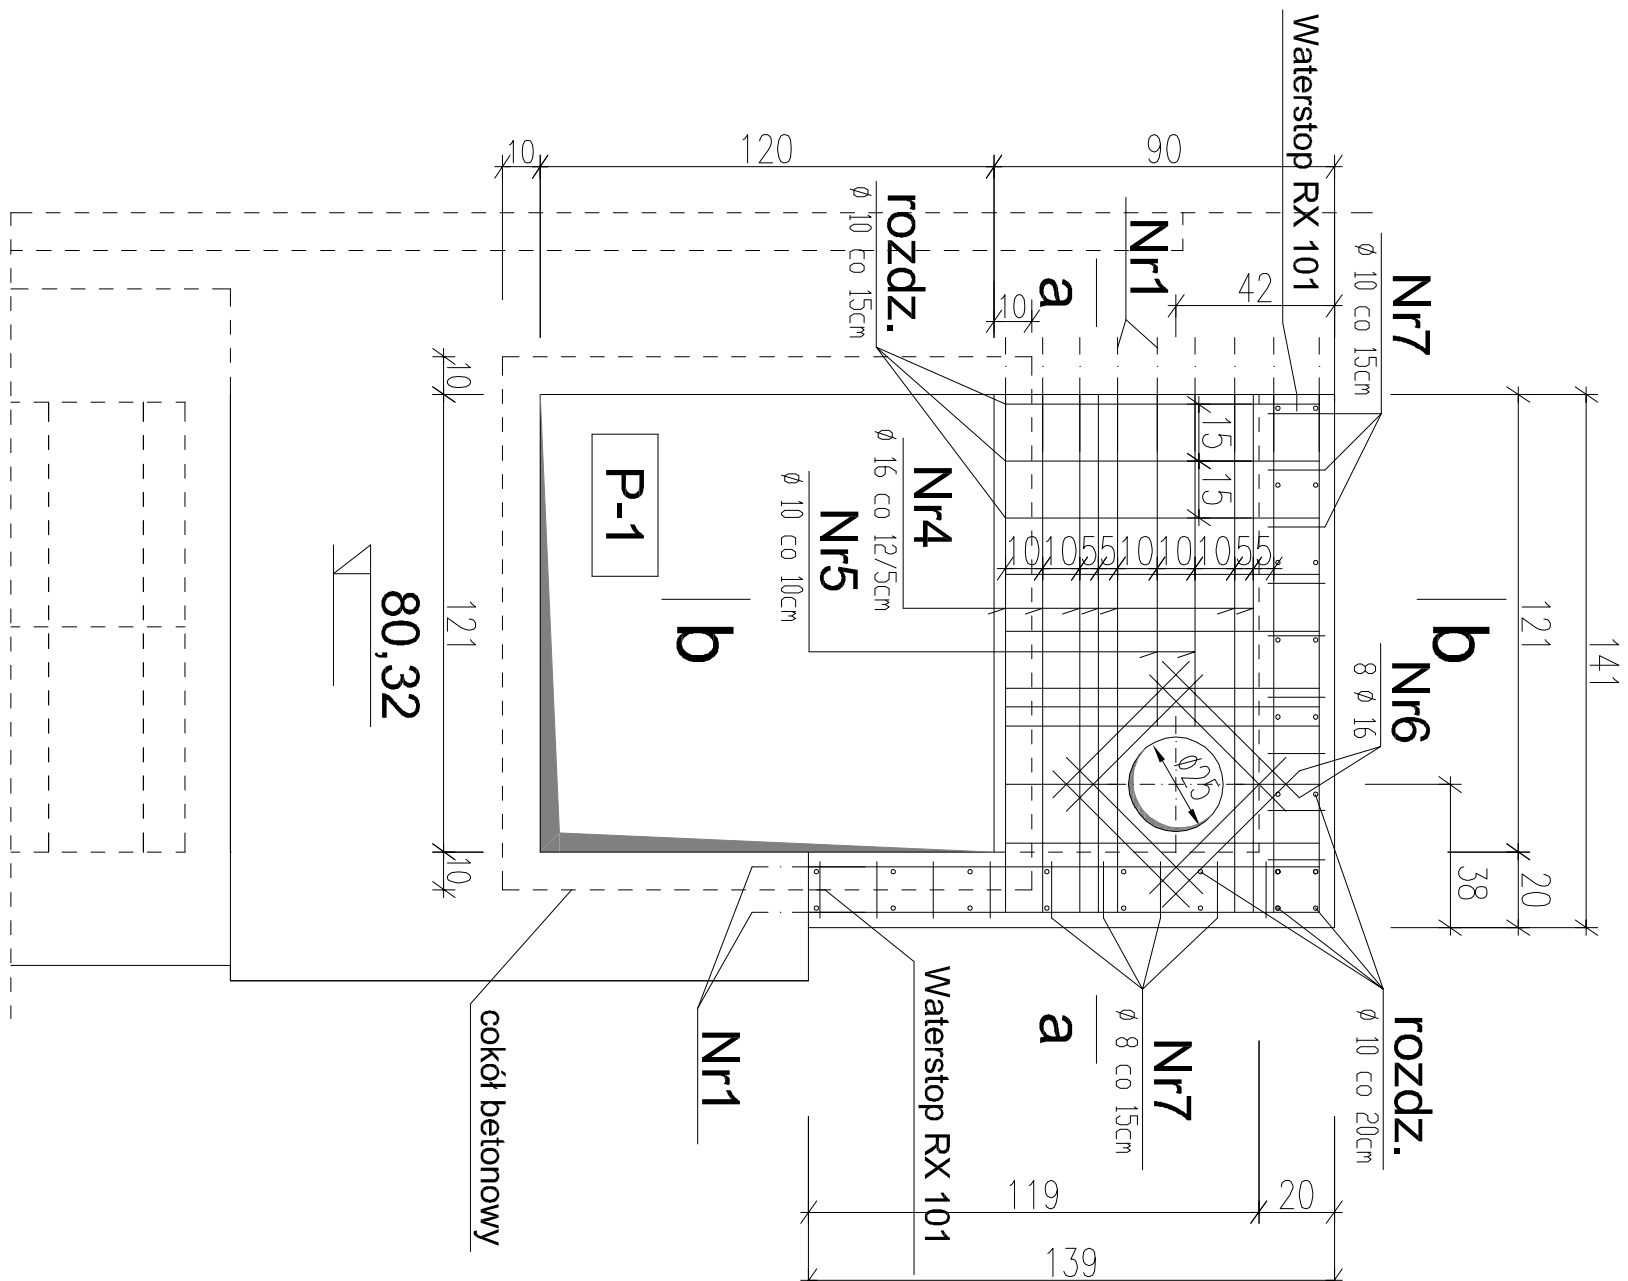 Waterstop RX 101
Nr7
ø 10 co 15cm
Nr1
a
rozdz.
ø 10 co 15cm
10
120
90
42
10
141
121
20
38
b
Nr6
8 ø 16
15
15
10
10
5
5
10
10
10
5
5
Nr4
ø 16 co 12/5cm
Nr5
ø 10 co 10cm
P-1
b
80,32
10
121
10
ø25
rozdz.
ø 10 co 20cm
Nr7
ø 8 co 15cm
a
Waterstop RX 101
Nr1
cokół betonowy
119
20
139